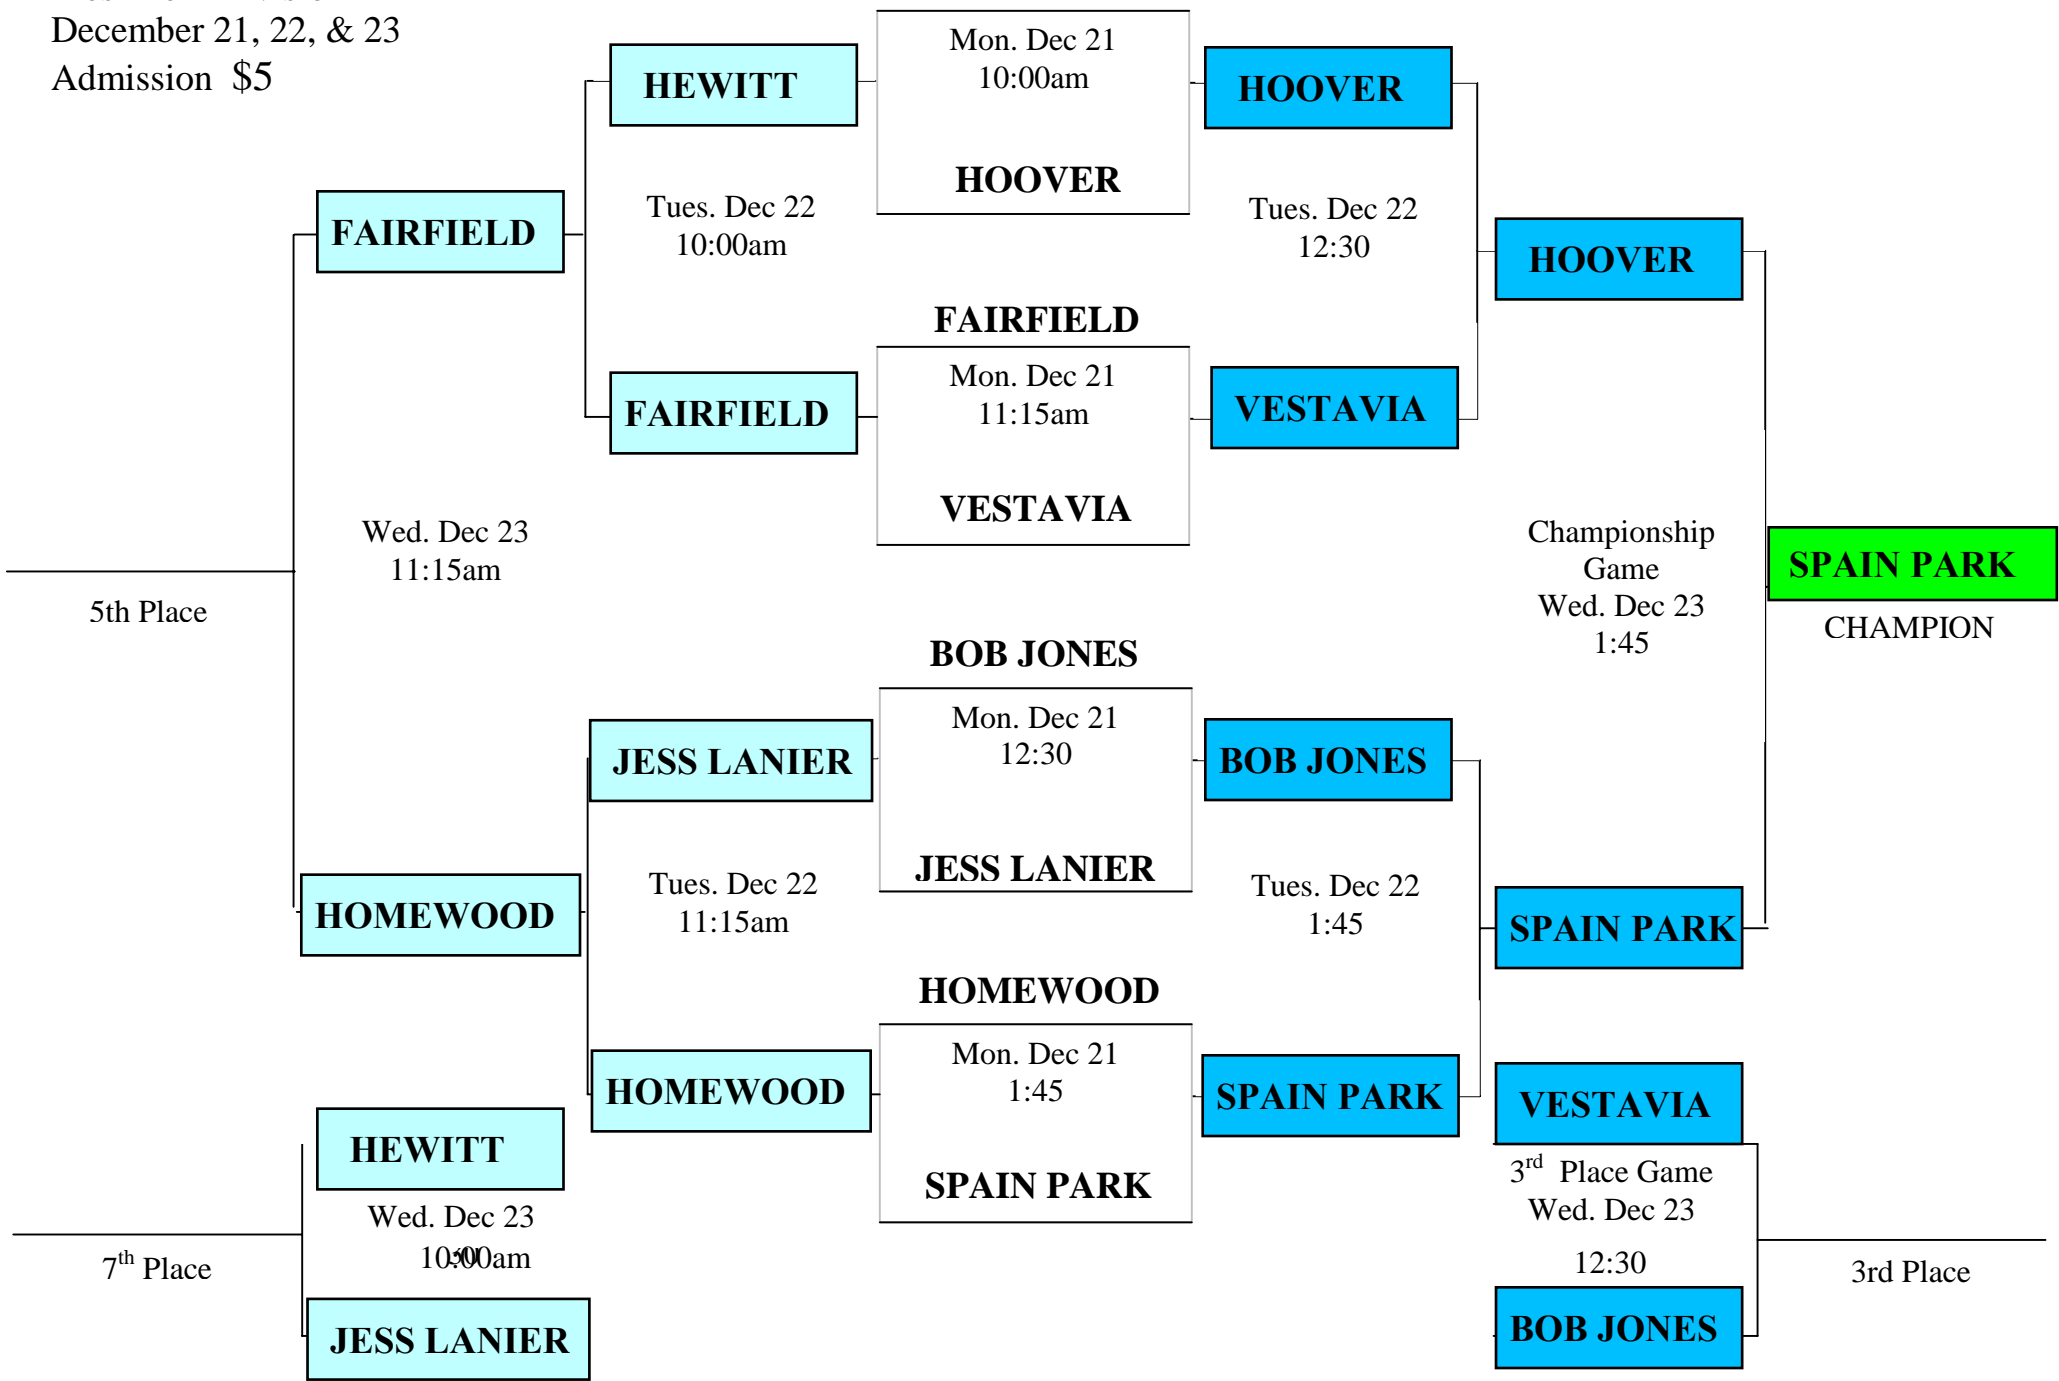 December 21, 22, & 23
Admission $5
HEWITT
Mon. Dec 21
10:00am
HOOVER
HOOVER
FAIRFIELD
Tues. Dec 22
10:00am
Tues. Dec 22
12:30
HOOVER
FAIRFIELD
FAIRFIELD
Mon. Dec 21
11:15am
VESTAVIA
VESTAVIA
Wed. Dec 23
11:15am
5th Place
Championship
Game
Wed. Dec 23
1:45
SPAIN PARK
CHAMPION
BOB JONES
JESS LANIER
Mon. Dec 21
12:30
BOB JONES
JESS LANIER
HOMEWOOD
Tues. Dec 22
11:15am
Tues. Dec 22
1:45
SPAIN PARK
HOMEWOOD
HOMEWOOD
Mon. Dec 21
1:45
SPAIN PARK
SPAIN PARK
HEWITT
Wed. Dec 23
10:00am
7th Place
JESS LANIER
VESTAVIA
3rd Place Game
Wed. Dec 23
12:30
3rd Place
BOB JONES